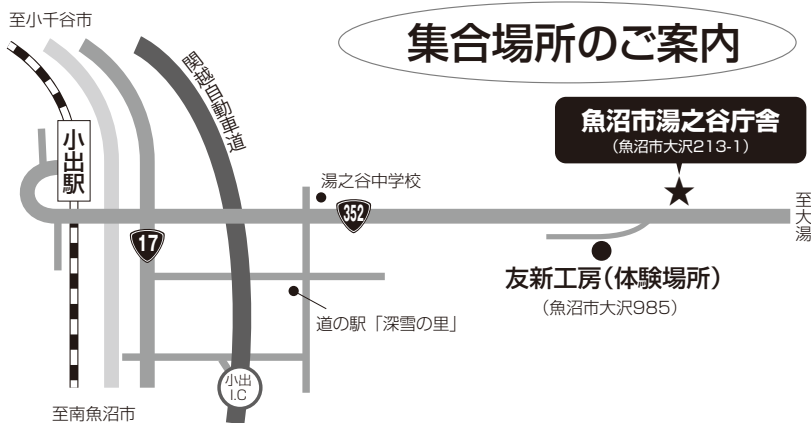 集合場所のご案内
至小千谷市
関越自動車道
小出駅
魚沼市湯之谷庁舎
(魚沼市大沢213-1)
湯之谷中学校
352
至大湯
17
友新工房(体験場所)
(魚沼市大沢985)
道の駅「深雪の里」
小出
I.C
至南魚沼市